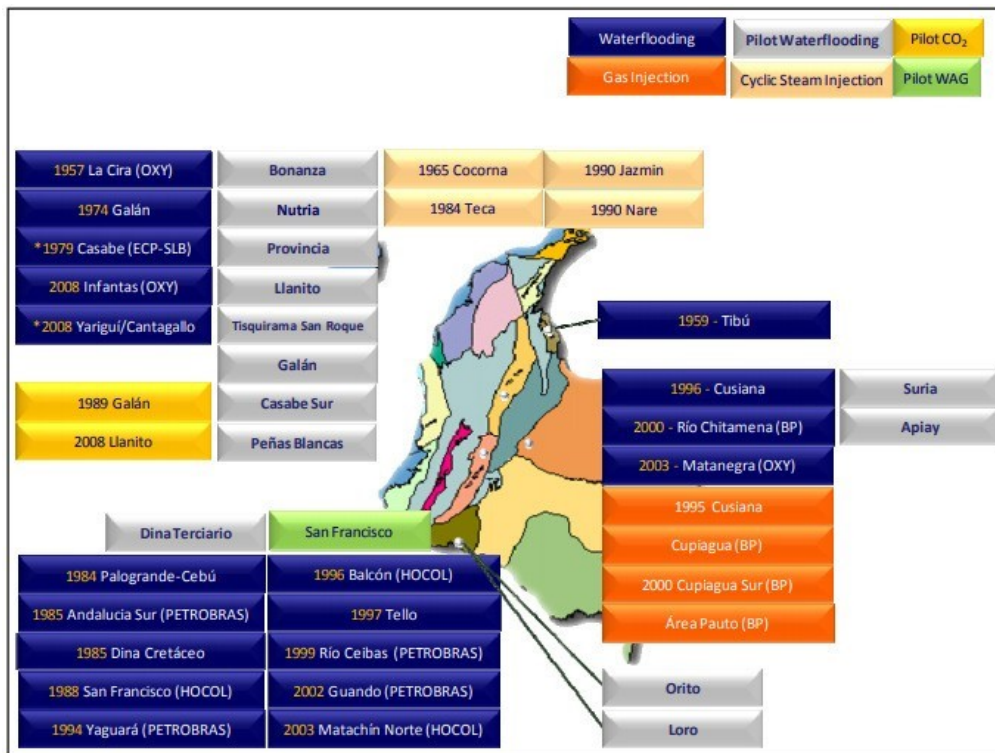 Waterflooding
Pilot Waterflooding
Pilot CO₂
Gas Injection
Cyclic Steam Injection
Pilot WAG
1957 La Cira (OXY)
Bonanza
1965 Cocorna
1990 Jazmin
1974 Galán
Nutria
1984 Teca
1990 Nare
*1979 Casabe (ECP-SLB)
Provincia
2008 Infantas (OXY)
Llanito
*2008 Yariguí/Cantagallo
Tisquirama San Roque
1959 - Tibú
Galán
1996 - Cusiana
Suria
1989 Galán
Casabe Sur
2000 - Río Chitamena (BP)
Apiay
2008 Llanito
Peñas Blancas
2003 - Matanegra (OXY)
1995 Cusiana
Dina Terciario
San Francisco
Cupiagua (BP)
1984 Palogrande-Cebú
1996 Balcón (HOCOL)
2000 Cupiagua Sur (BP)
1985 Andalucia Sur (PETROBRAS)
1997 Tello
Área Pauto (BP)
1985 Dina Cretáceo
1999 Río Ceibas (PETROBRAS)
1988 San Francisco (HOCOL)
2002 Guando (PETROBRAS)
Orito
1994 Yaguará (PETROBRAS)
2003 Matachín Norte (HOCOL)
Loro